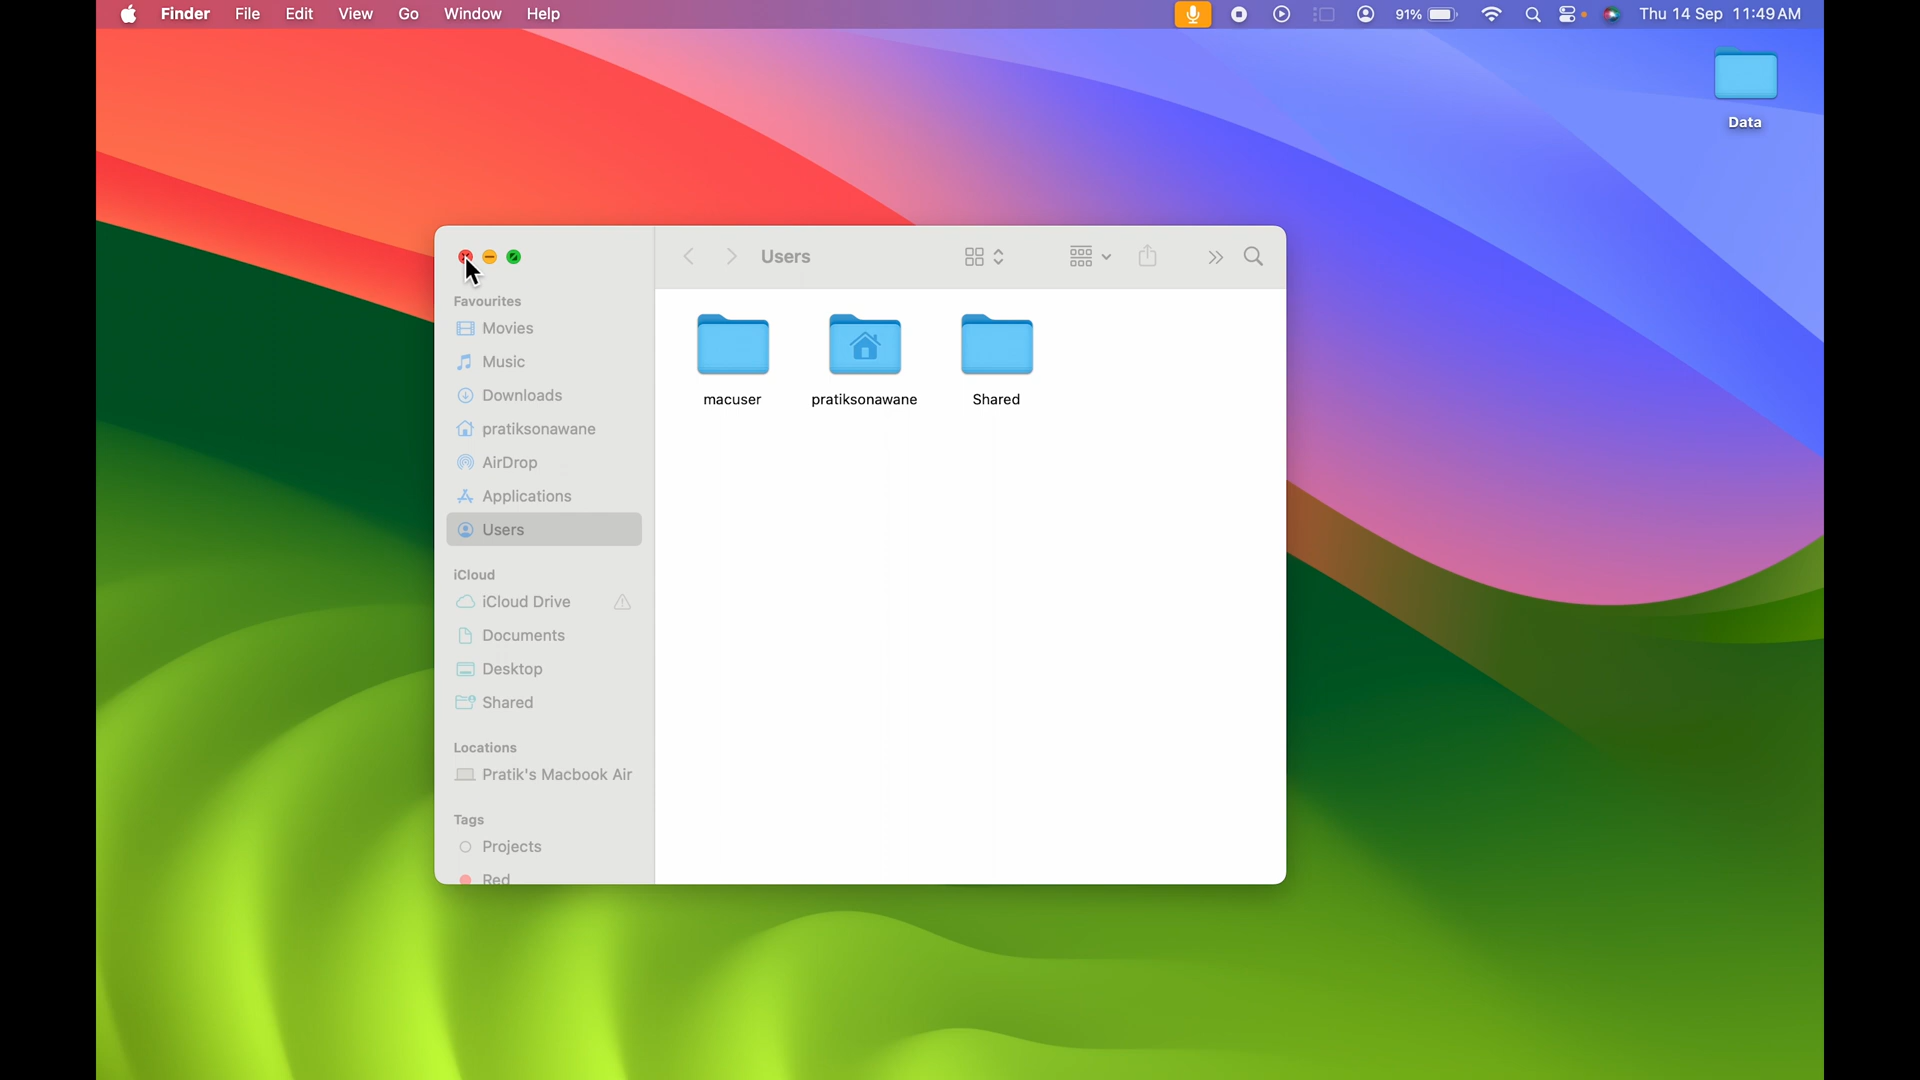 Finder File Edit View Go Window Help 91% Thu 14 Sep 11:49 AM
Data
Users
Favourites
Movies
Music
Downloads
pratiksonawane
AirDrop
Applications
Users
iCloud
iCloud Drive
Documents
Desktop
Shared
Locations
Pratik's Macbook Air
Tags
Projects
Red
macuser pratiksonawane Shared